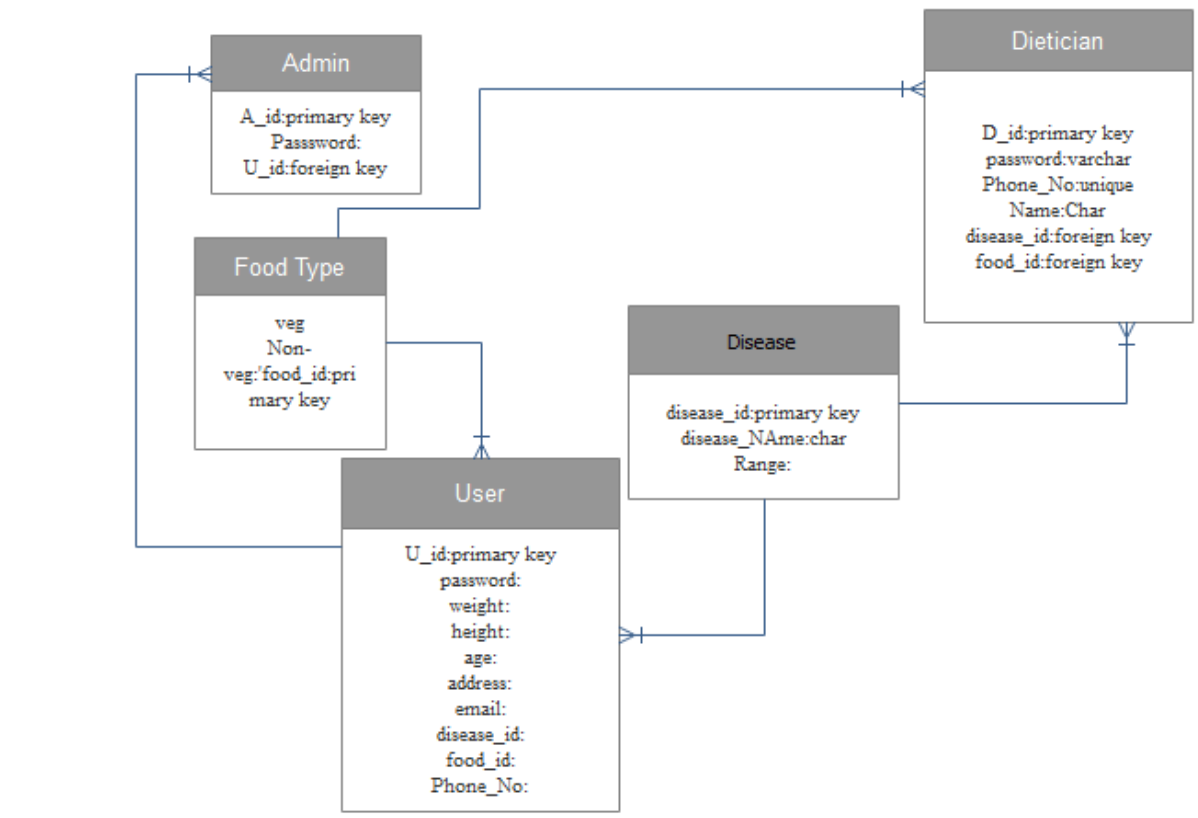 Admin
A_id:primary key
Passsword:
U_id:foreign key
Dietician
D_id:primary key
password:varchar
Phone_No:unique
Name:Char
disease_id:foreign key
food_id:foreign key
Food Type
veg
Non-
veg:'food_id:pri
mary key
Disease
disease_id:primary key
disease_NAme:char
Range:
User
U_id:primary key
password:
weight:
height:
age:
address:
email:
disease_id:
food_id:
Phone_No: